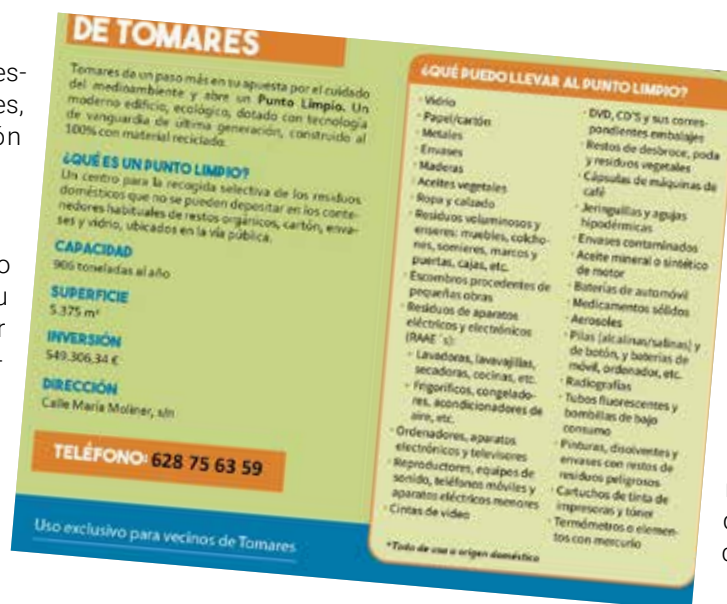 DE TOMARES
Tomares da un paso más en su apuesta por el cuidado
del medioambiente y abre un Punto Limpio. Un
moderno edificio, ecológico, dotado con tecnología
de vanguardia de última generación, construido al
100% con material reciclado.
¿QUÉ ES UN PUNTO LIMPIO?
Un centro para la recogida selectiva de los residuos
domésticos que no se pueden depositar en los conte-
nedores habituales de restos orgánicos, cartón, enva-
ses y vidrio, ubicados en la vía pública.
CAPACIDAD
906 toneladas al año
SUPERFICIE
5.375 m²
INVERSIÓN
549.306,34 €
DIRECCIÓN
Calle María Moliner, s/n
TELÉFONO: 628 75 63 59
Uso exclusivo para vecinos de Tomares
¿QUÉ PUEDO LLEVAR AL PUNTO LIMPIO?
· Vidrio
· Papel/cartón
· Metales
· Envases
· Maderas
· Aceites vegetales
· Ropa y calzado
· Residuos voluminosos y
enseres: muebles, colcho-
nes, somieres, marcos y
puertas, cajas, etc.
· Escombros procedentes de
pequeñas obras
· Residuos de aparatos
eléctricos y electrónicos
(RAAE´s):
· Lavadoras, lavavajillas,
secadoras, cocinas, etc.
· Frigoríficos, congelado-
res, acondicionadores de
aire, etc.
· Ordenadores, aparatos
electrónicos y televisores
· Reproductores, equipos de
sonido, teléfonos móviles y
aparatos eléctricos menores
· Cintas de video
· DVD, CD'S y sus corres-
pondientes embalajes
· Restos de desbroce, poda
y residuos vegetales
· Cápsulas de máquinas de
café
· Jeringuillas y agujas
hipodérmicas
· Envases contaminados
· Aceite mineral o sintético
de motor
· Baterías de automóvil
· Medicamentos sólidos
· Aerosoles
· Pilas (alcalinas/salinas) y
de botón, y baterías de
móvil, ordenador, etc.
· Radiografías
· Tubos fluorescentes y
bombillas de bajo
consumo
· Pinturas, disolventes y
envases con restos de
residuos peligrosos
· Cartuchos de tinta de
impresoras y tóner
· Termómetros o elemen-
tos con mercurio
*Todo de uso u origen doméstico